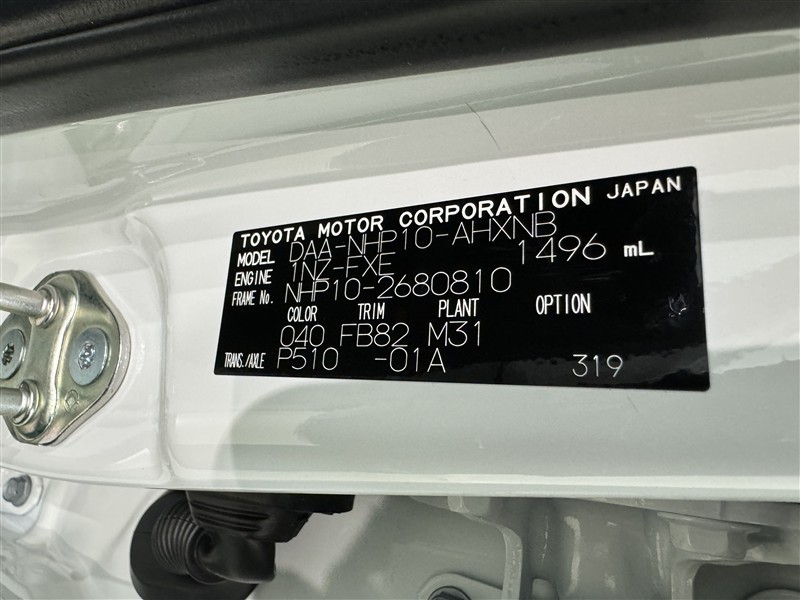 TOYOTA MOTOR CORPORATION JAPAN
MODEL DAA-NHP10-AHXNB
ENGINE 1NZ-FXE 1496 mL
FRAME No. NHP10-2680810
COLOR TRIM PLANT OPTION
040 FB82 M31
TRANS./AXLE P510 -01A 319